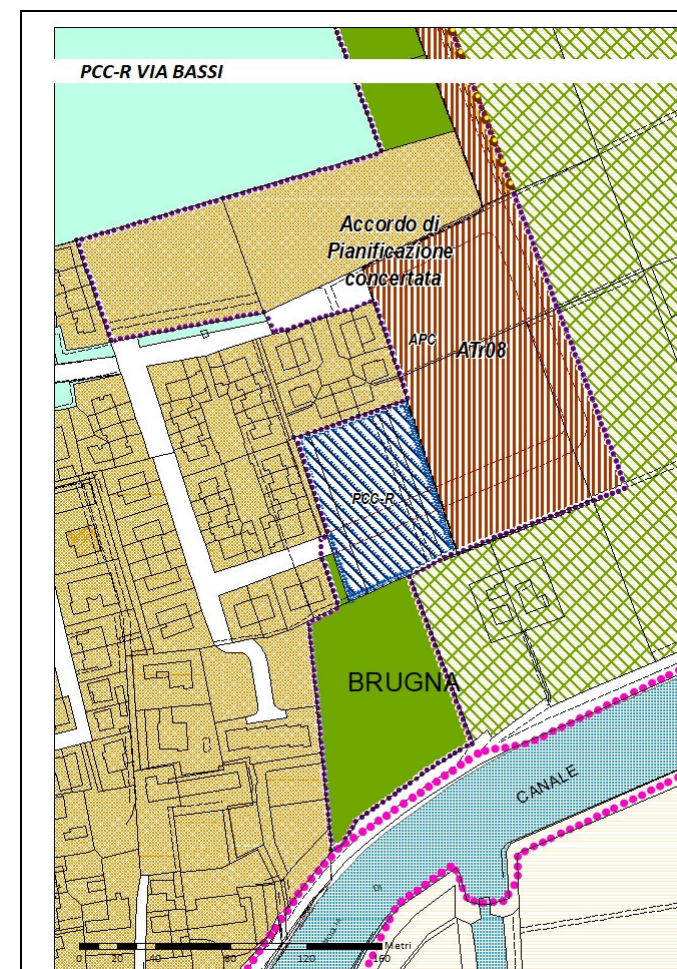 PCC-R VIA BASSI
Accordo di
Pianificazione
concertata
APC
ATr08
PCC-R
BRUGNA
CANALE
DI
Metri
0 20 40 80 120 160